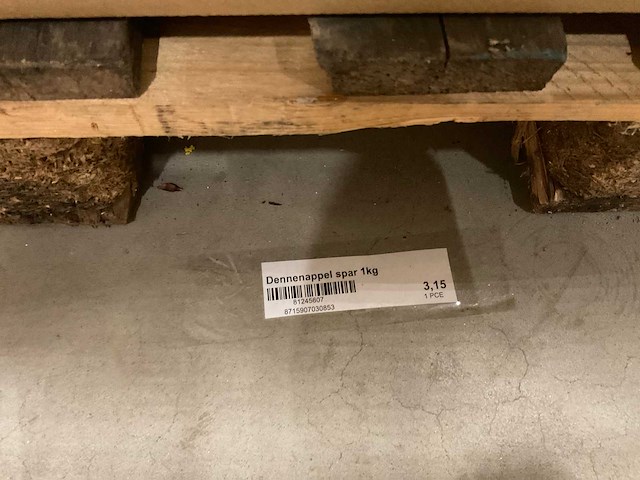 Dennenappel spar 1kg
81245607
3,15
1 PCE
8715907030853